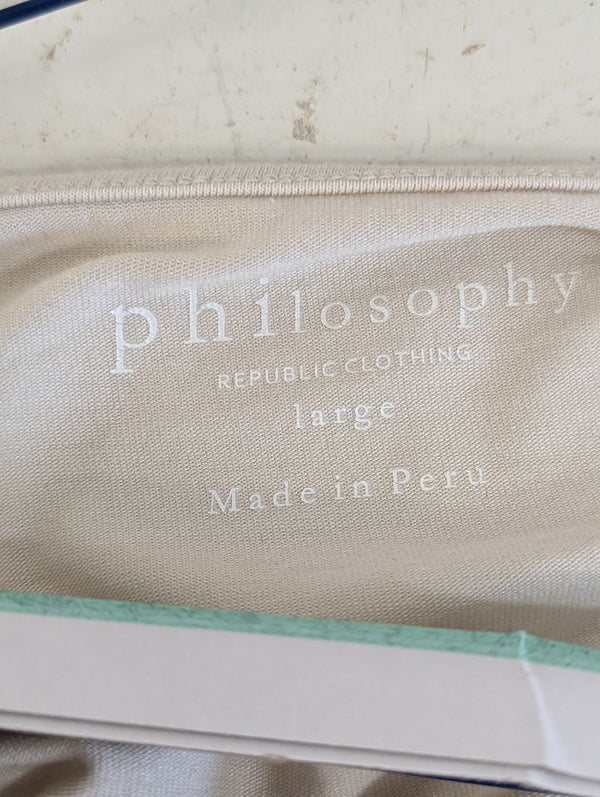 philosophy
REPUBLIC CLOTHING
large
Made in Peru